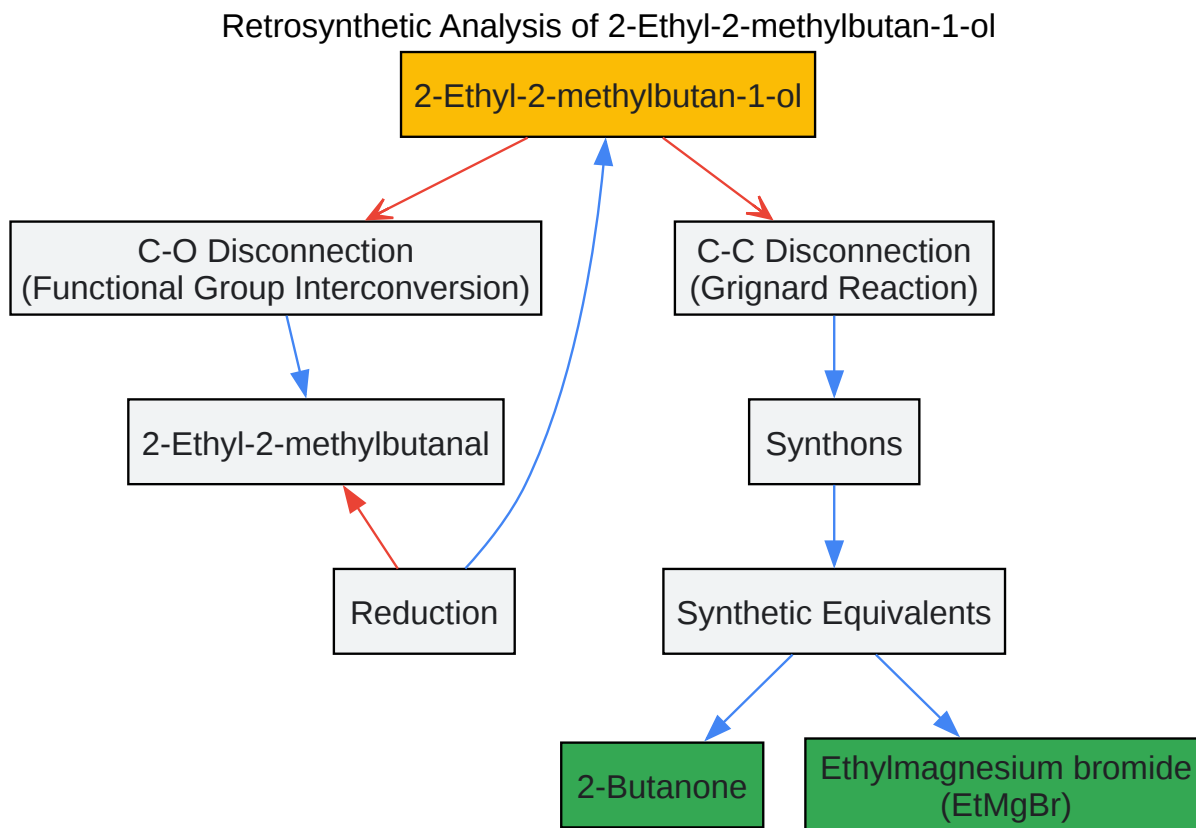 Retrosynthetic Analysis of 2-Ethyl-2-methylbutan-1-ol
2-Ethyl-2-methylbutan-1-ol
C-O Disconnection
(Functional Group Interconversion)
C-C Disconnection
(Grignard Reaction)
2-Ethyl-2-methylbutanal
Synthons
Reduction
Synthetic Equivalents
2-Butanone
Ethylmagnesium bromide
(EtMgBr)